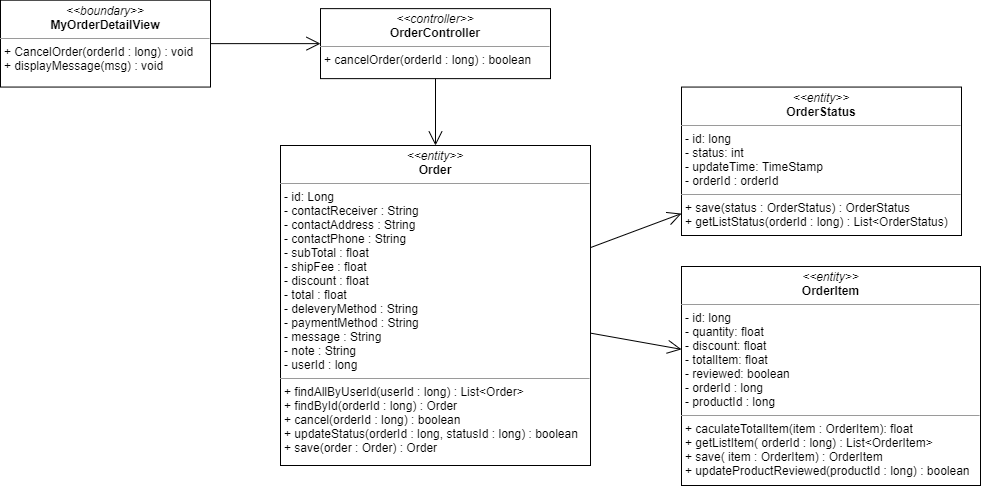 <<boundary>>
MyOrderDetailView
+ CancelOrder(orderId : long) : void
+ displayMessage(msg) : void
<<controller>>
OrderController
+ cancelOrder(orderId : long) : boolean
<<entity>>
Order
- id: Long
- contactReceiver : String
- contactAddress : String
- contactPhone : String
- subTotal : float
- shipFee : float
- discount : float
- total : float
- deleveryMethod : String
- paymentMethod : String
- message : String
- note : String
- userId : long
+ findAllByUserId(userId : long) : List<Order>
+ findById(orderId : long) : Order
+ cancel(orderId : long) : boolean
+ updateStatus(orderId : long, statusId : long) : boolean
+ save(order : Order) : Order
<<entity>>
OrderStatus
- id: long
- status: int
- updateTime: TimeStamp
- orderId : orderId
+ save(status : OrderStatus) : OrderStatus
+ getListStatus(orderId : long) : List<OrderStatus)
<<entity>>
OrderItem
- id: long
- quantity: float
- discount: float
- totalItem: float
- reviewed: boolean
- orderId : long
- productId : long
+ caculateTotalItem(item : OrderItem): float
+ getListItem( orderId : long) : List<OrderItem>
+ save( item : OrderItem) : OrderItem
+ updateProductReviewed(productId : long) : boolean